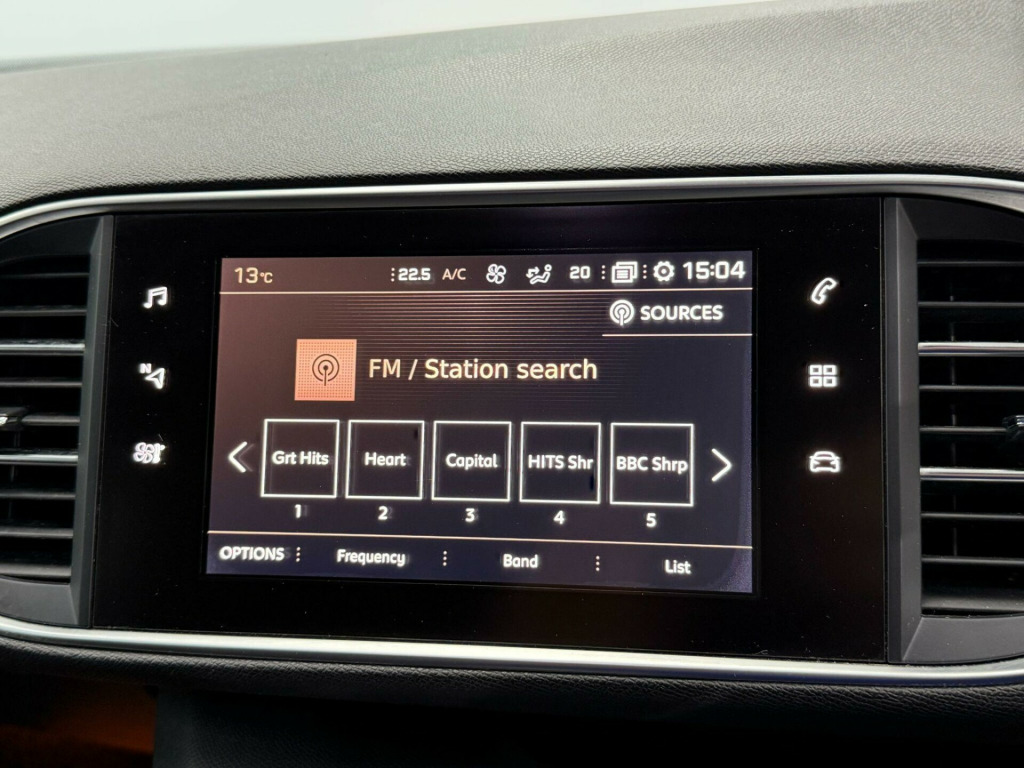 13°C 22.5 A/C 20 15:04
SOURCES
FM / Station search
Grt Hits Heart Capital HITS Shr BBC Shrp
1 2 3 4 5
OPTIONS Frequency Band List
N